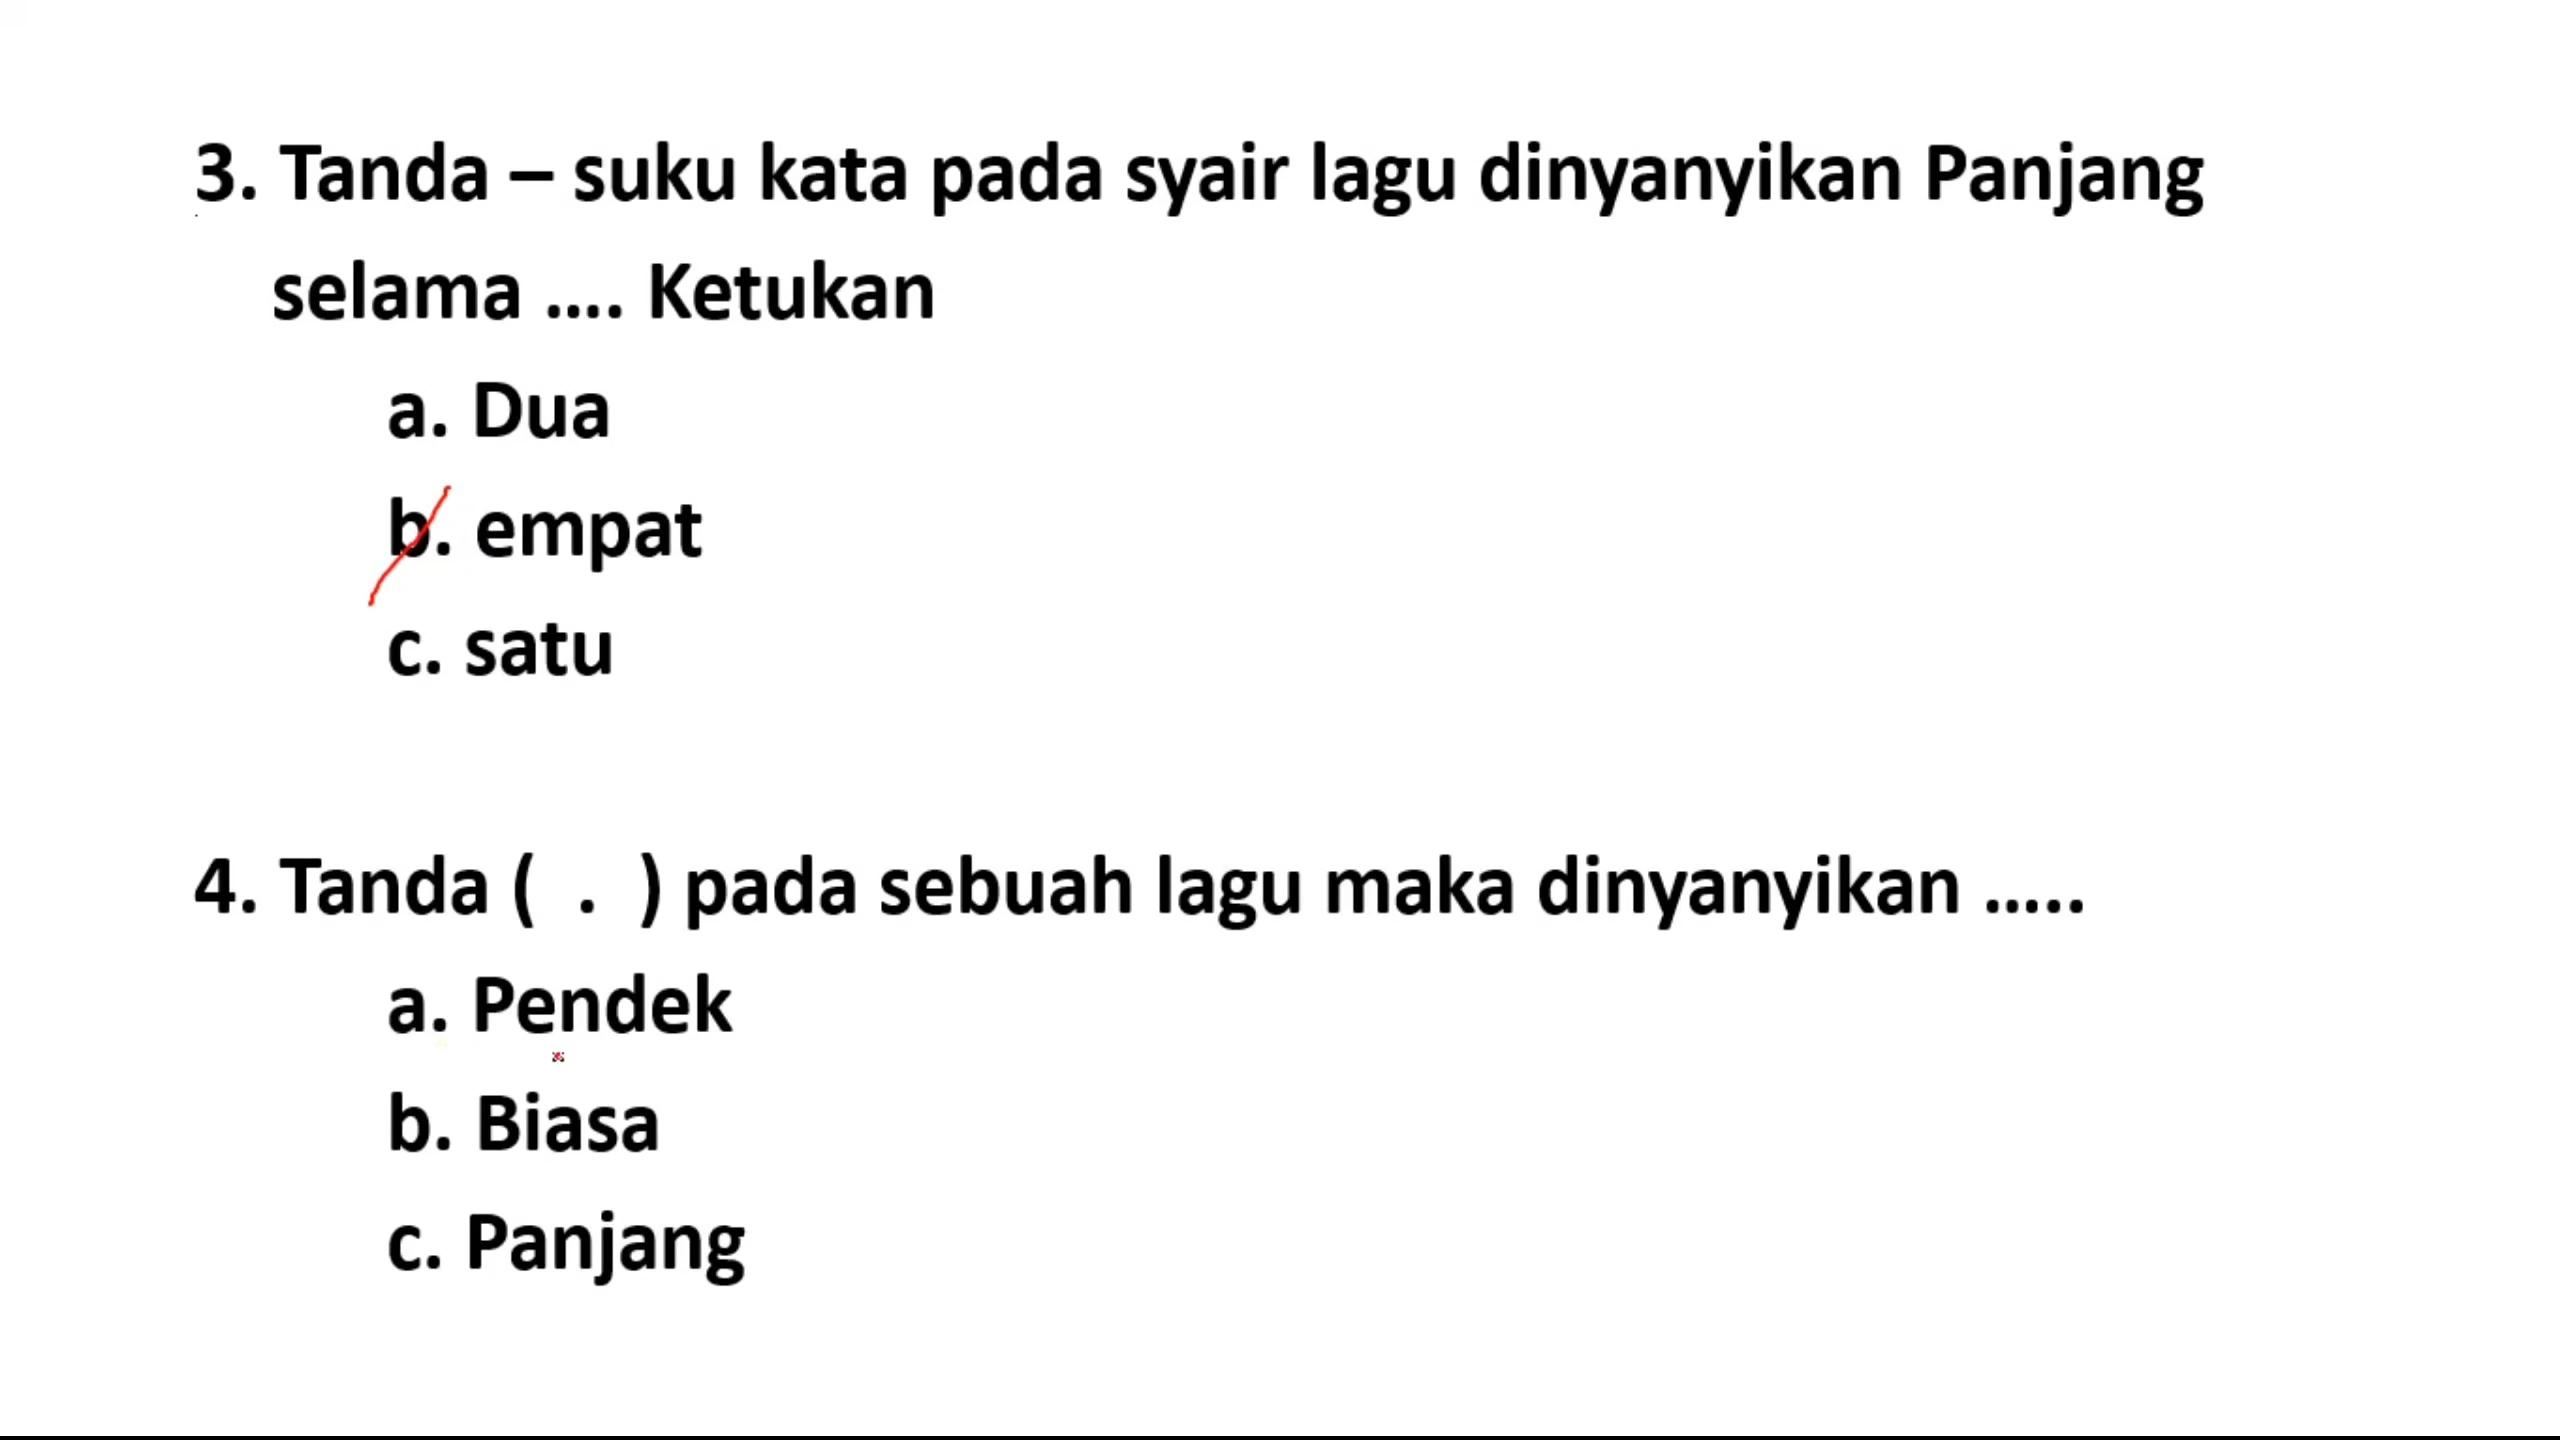 3. Tanda – suku kata pada syair lagu dinyanyikan Panjang
selama .... Ketukan
a. Dua
b. empat
c. satu
4. Tanda ( . ) pada sebuah lagu maka dinyanyikan .....
a. Pendek
b. Biasa
c. Panjang